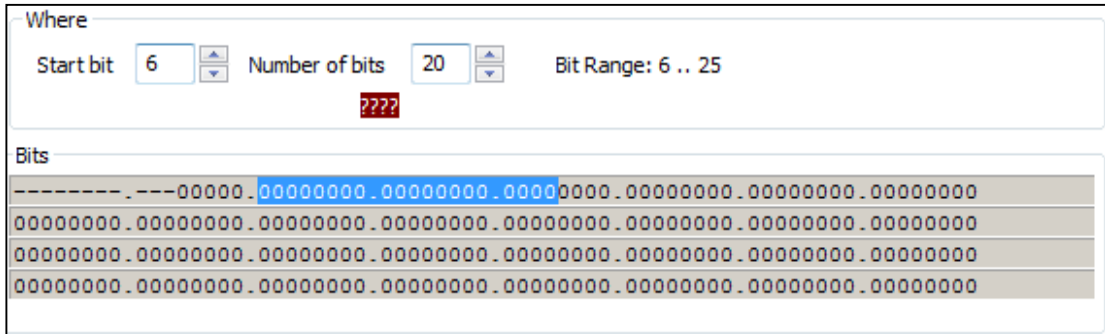 Where
Start bit 6 Number of bits 20 Bit Range: 6 .. 25
????
Bits
--------.---00000.00000000.00000000.00000000.00000000.00000000.00000000
00000000.00000000.00000000.00000000.00000000.00000000.00000000.00000000
00000000.00000000.00000000.00000000.00000000.00000000.00000000.00000000
00000000.00000000.00000000.00000000.00000000.00000000.00000000.00000000